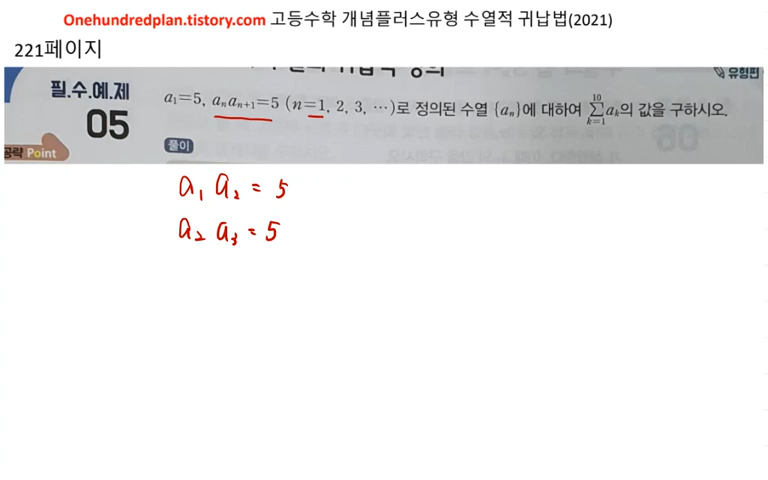 Onehundredplan.tistory.com 고등수학 개념플러스유형 수열적 귀납법(2021)
221페이지
유형편
필.수.예.제
05
a₁=5, aₙaₙ₊₁=5 (n=1, 2, 3, ⋯)로 정의된 수열 {aₙ}에 대하여 ∑ₖ₌₁¹⁰ aₖ의 값을 구하시오.
공략 Point
풀이
a₁ a₂ = 5
a₂ a₃ = 5